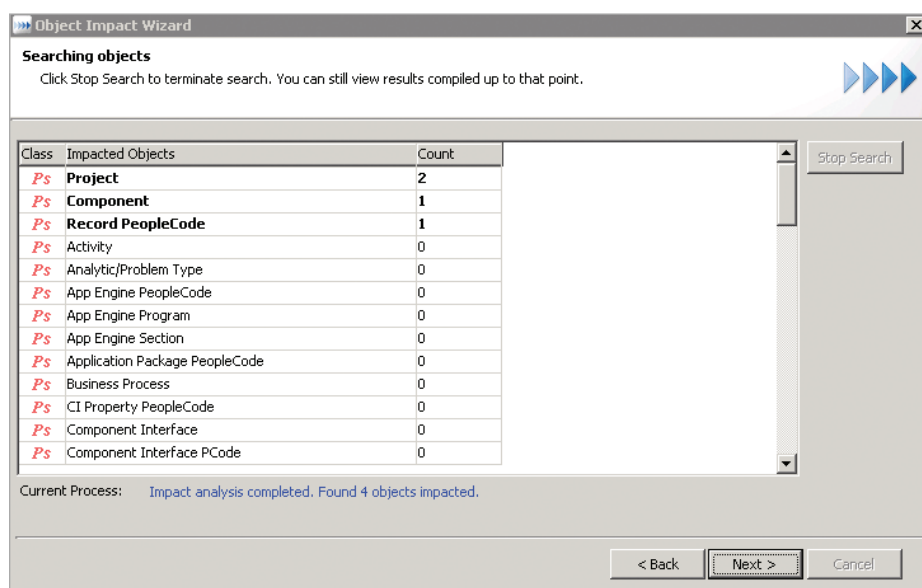 Object Impact Wizard
Searching objects
Click Stop Search to terminate search. You can still view results compiled up to that point.
Class Impacted Objects Count
Ps Project 2
Ps Component 1
Ps Record PeopleCode 1
Ps Activity 0
Ps Analytic/Problem Type 0
Ps App Engine PeopleCode 0
Ps App Engine Program 0
Ps App Engine Section 0
Ps Application Package PeopleCode 0
Ps Business Process 0
Ps CI Property PeopleCode 0
Ps Component Interface 0
Ps Component Interface PCode 0
Stop Search
Current Process: Impact analysis completed. Found 4 objects impacted.
< Back Next > Cancel